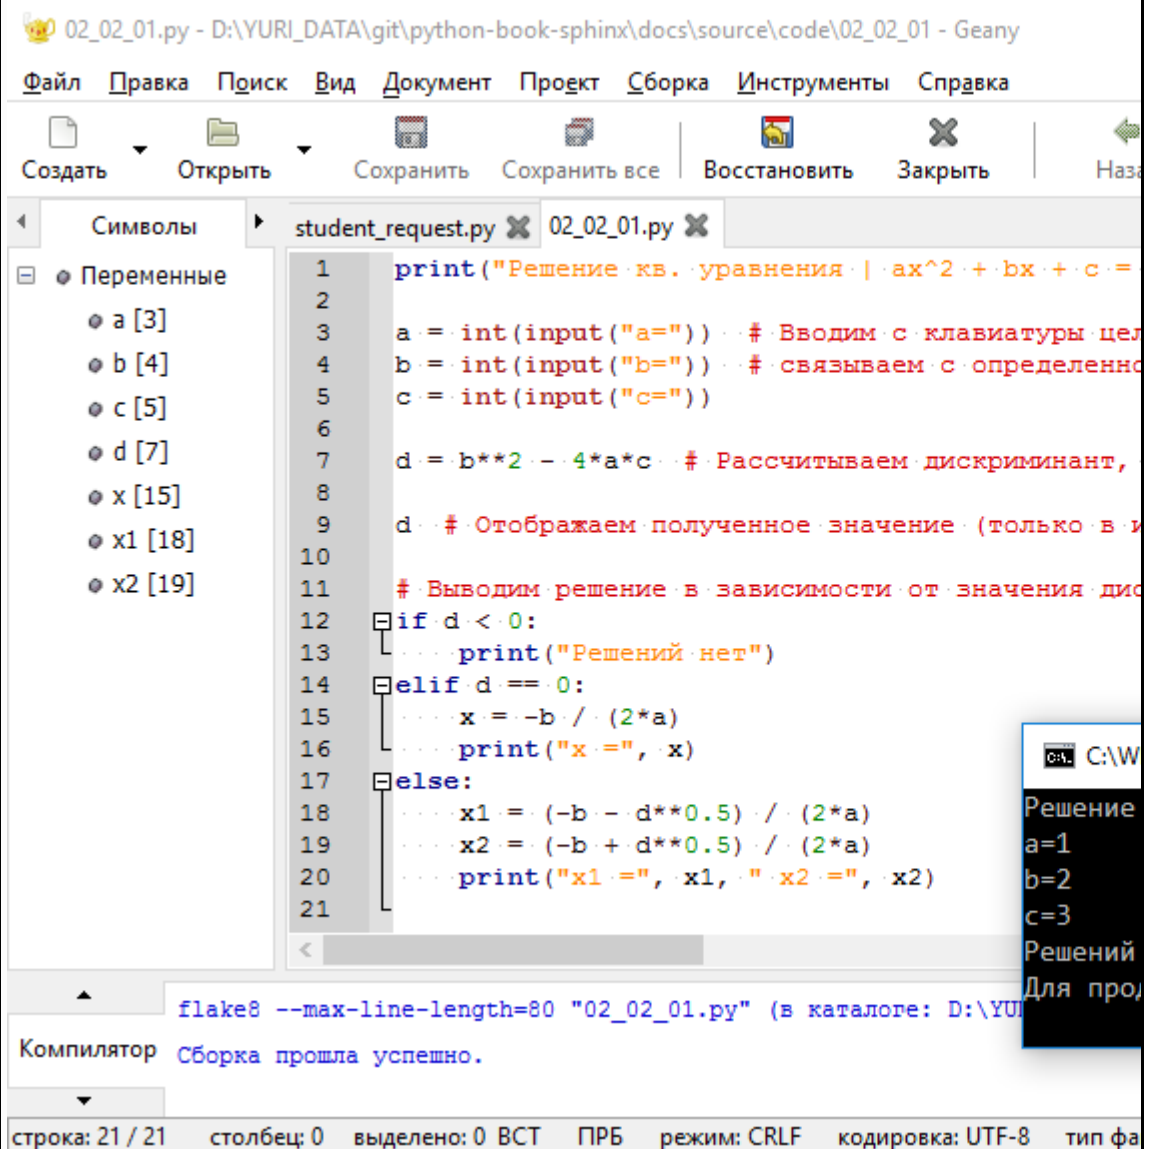 02_02_01.py - D:\YURI_DATA\git\python-book-sphinx\docs\source\code\02_02_01 - Geany
Файл Правка Поиск Вид Документ Проект Сборка Инструменты Справка
Создать Открыть Сохранить Сохранить все Восстановить Закрыть Наза
Символы
student_request.py 02_02_01.py
Переменные
a [3]
b [4]
c [5]
d [7]
x [15]
x1 [18]
x2 [19]
1 print("Решение кв. уравнения | ax^2 + bx + c =
2
3 a = int(input("a=")) # Вводим с клавиатуры цел
4 b = int(input("b=")) # связываем с определенно
5 c = int(input("c="))
6
7 d = b**2 - 4*a*c # Рассчитываем дискриминант,
8
9 d # Отображаем полученное значение (только в и
10
11 # Выводим решение в зависимости от значения дис
12 if d < 0:
13 print("Решений нет")
14 elif d == 0:
15 x = -b / (2*a)
16 print("x =", x)
17 else:
18 x1 = (-b - d**0.5) / (2*a)
19 x2 = (-b + d**0.5) / (2*a)
20 print("x1 =", x1, " x2 =", x2)
21
C:\W
Решение
a=1
b=2
c=3
Решений
Для прод
Компилятор
flake8 --max-line-length=80 "02_02_01.py" (в каталоге: D:\YU
Сборка прошла успешно.
строка: 21 / 21 столбец: 0 выделено: 0 ВСТ ПРБ режим: CRLF кодировка: UTF-8 тип фа